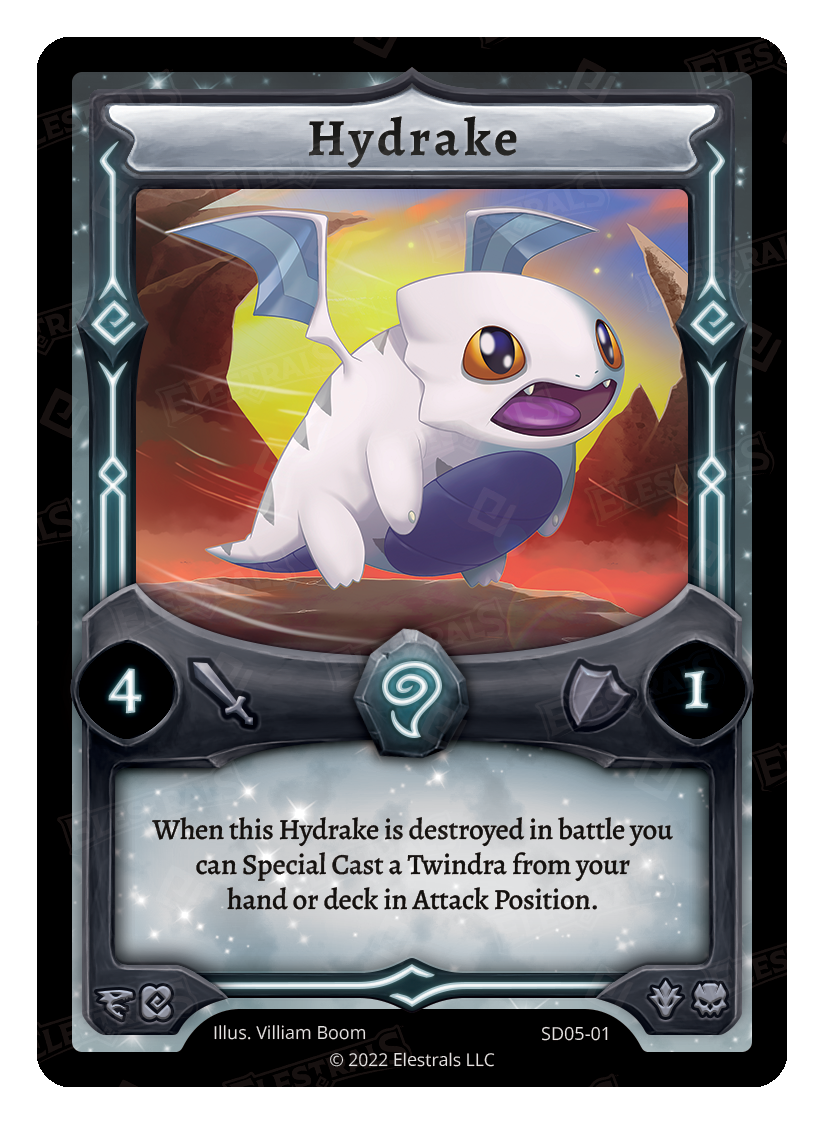 Hydrake
4
1
When this Hydrake is destroyed in battle you
can Special Cast a Twindra from your
hand or deck in Attack Position.
Illus. Villiam Boom
SD05-01
© 2022 Elestrals LLC
ELESTRALS